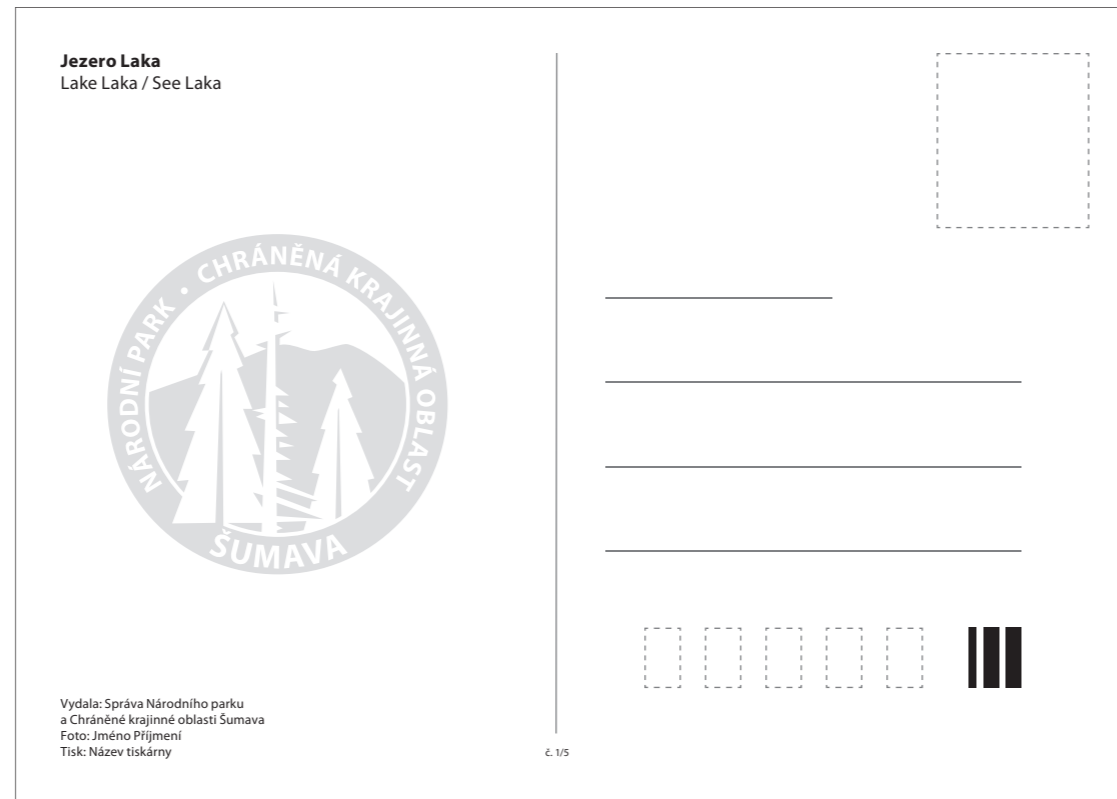 Jezero Laka
Lake Laka / See Laka
NÁRODNÍ PARK • CHRÁNĚNÁ KRAJINNÁ OBLAST
ŠUMAVA
Vydala: Správa Národního parku
a Chráněné krajinné oblasti Šumava
Foto: Jméno Příjmení
Tisk: Název tiskárny
č. 1/5